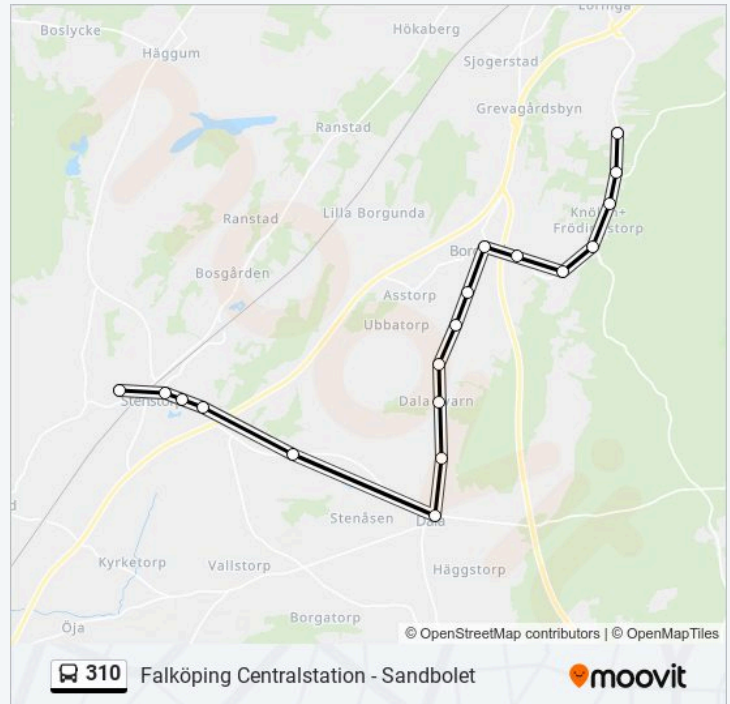 Boslycke
Häggum
Hökaberg
Sjogerstad
Grevagårdsbyn
Ranstad
Ranstad
Lilla Borgunda
Bosgården
Asstorp
Ubbatorp
Stenåsen
Dala
Kyrketorp
Vallstorp
Häggstorp
Borgatorp
Öja
© OpenStreetMap contributors | © OpenMapTiles
310
Falköping Centralstation - Sandbolet
moovit